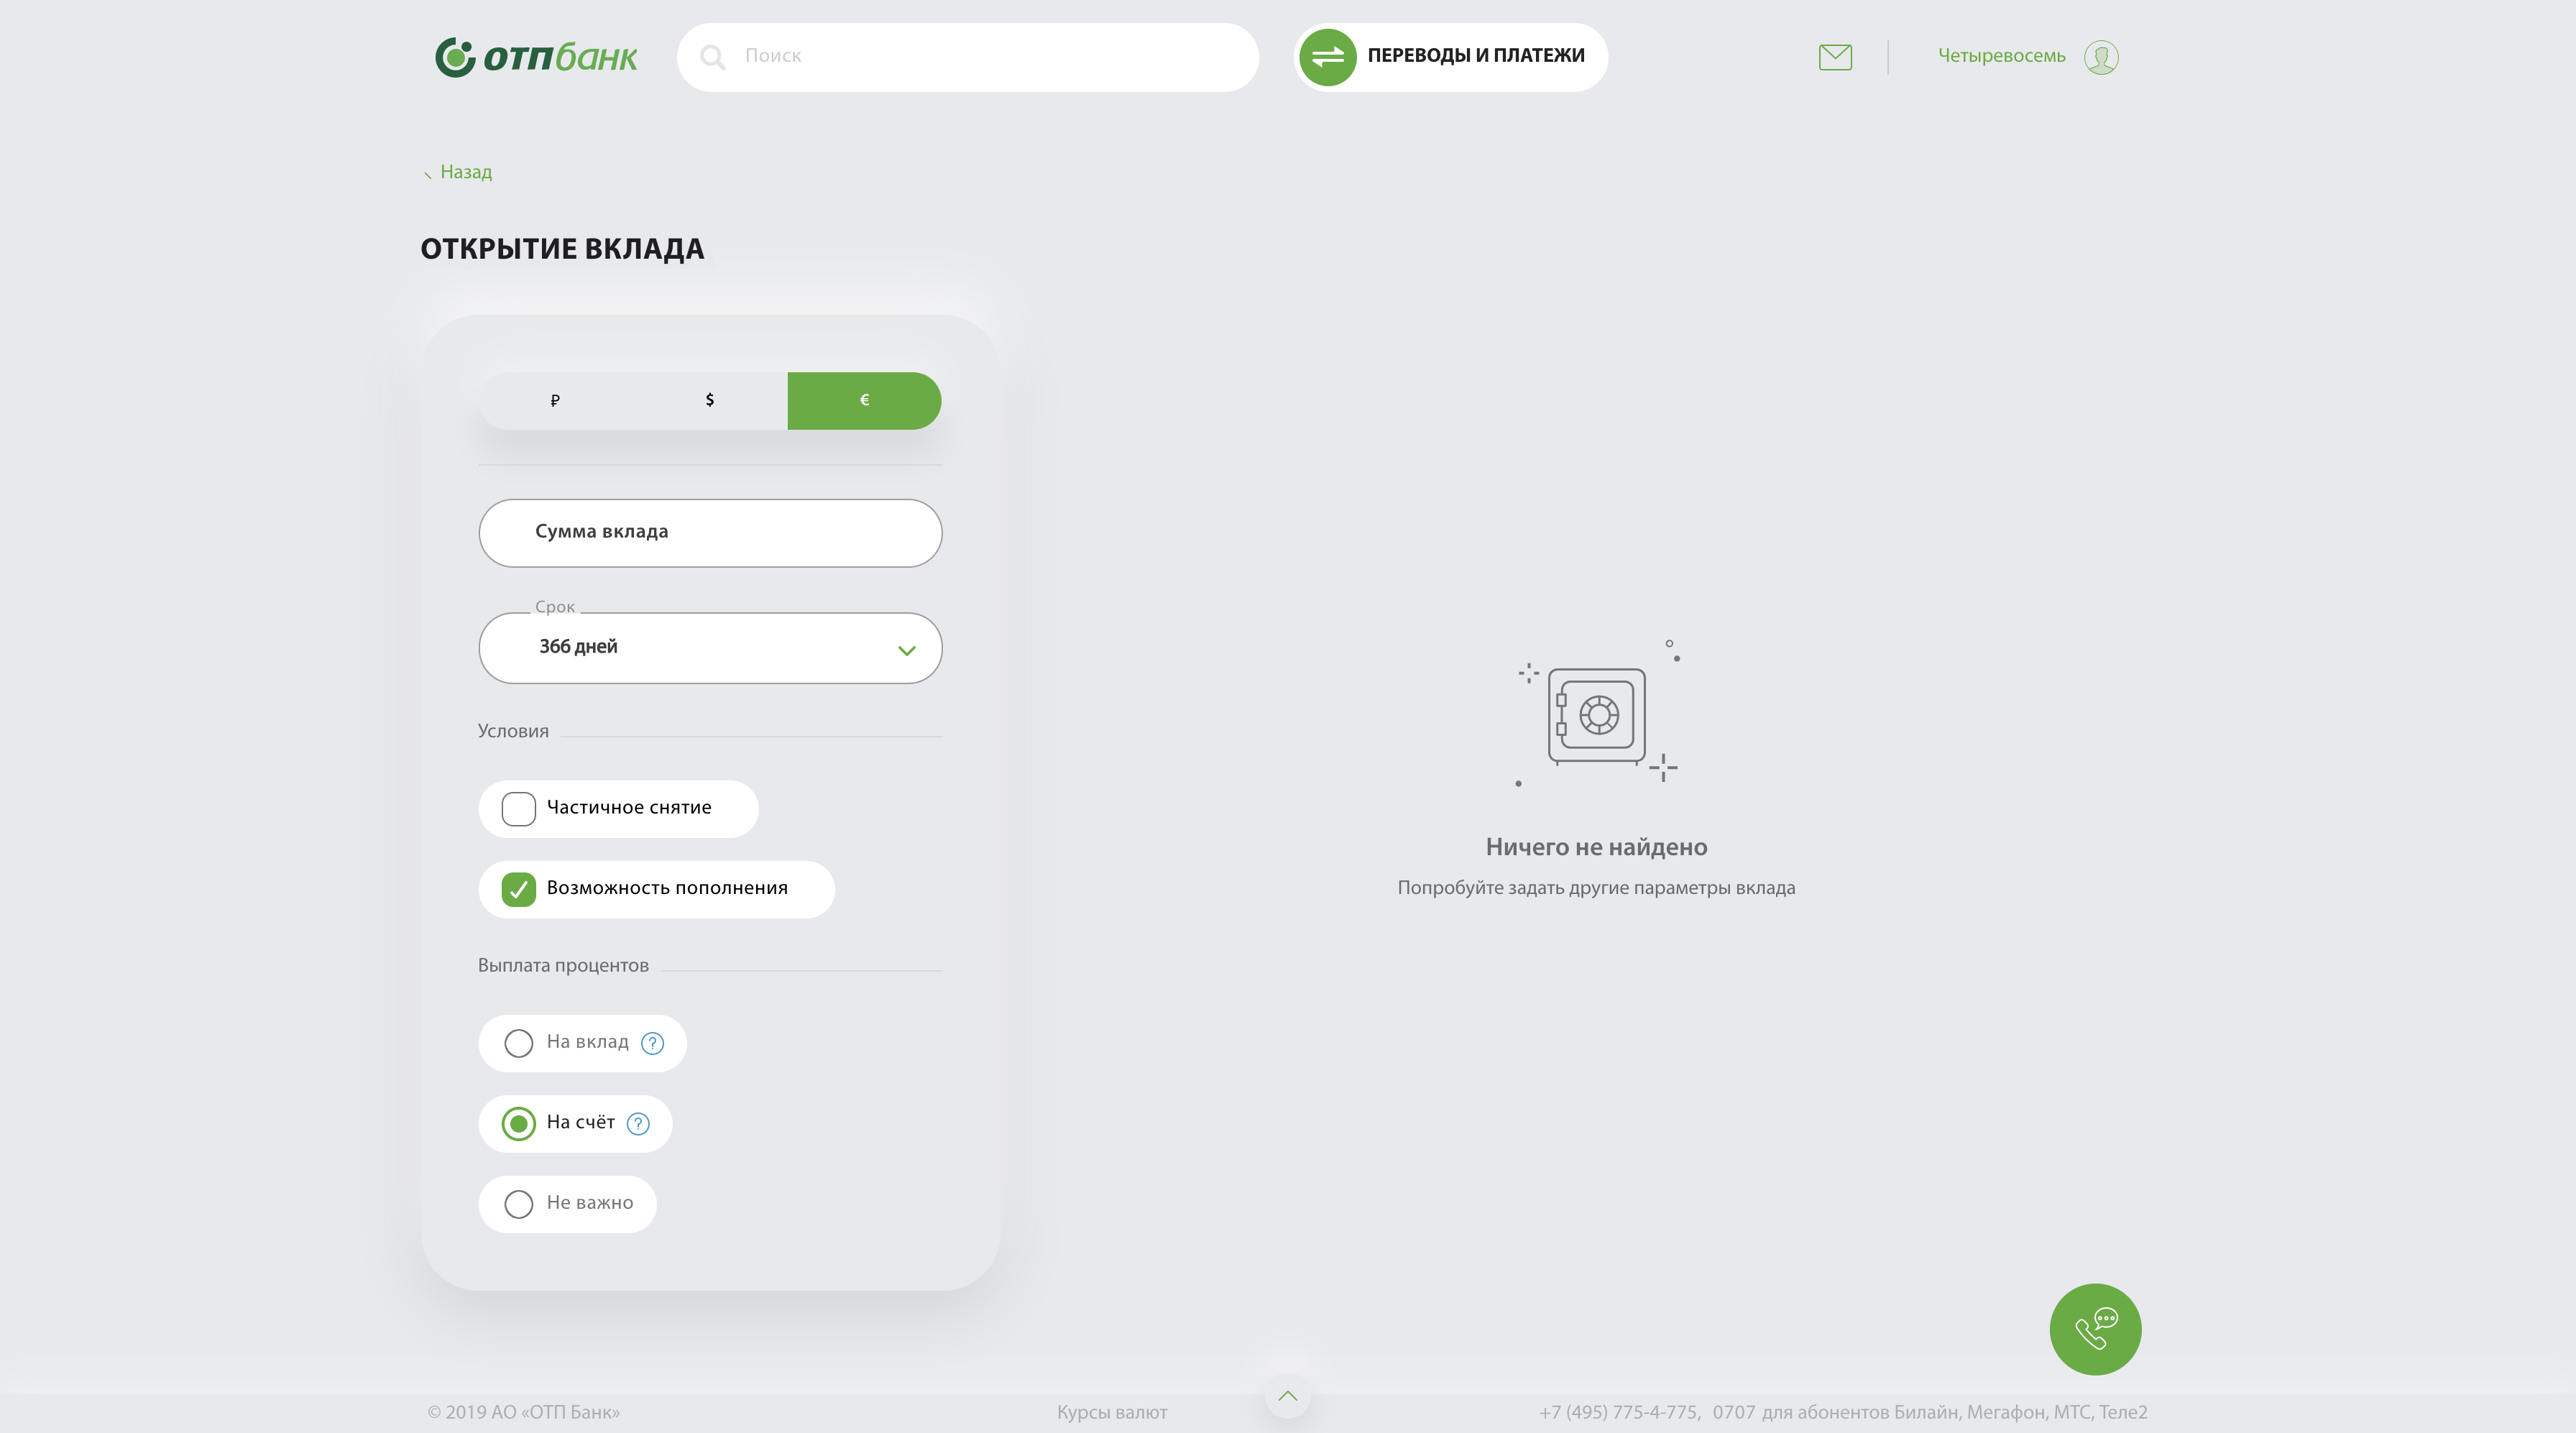 отпбанк
Поиск
ПЕРЕВОДЫ И ПЛАТЕЖИ
Четыревосемь
Назад
ОТКРЫТИЕ ВКЛАДА
₽ $ €
Сумма вклада
Срок
366 дней
Условия
Частичное снятие
Возможность пополнения
Выплата процентов
На вклад ?
На счёт ?
Не важно
Ничего не найдено
Попробуйте задать другие параметры вклада
© 2019 АО «ОТП Банк»
Курсы валют
+7 (495) 775-4-775, 0707 для абонентов Билайн, Мегафон, МТС, Теле2